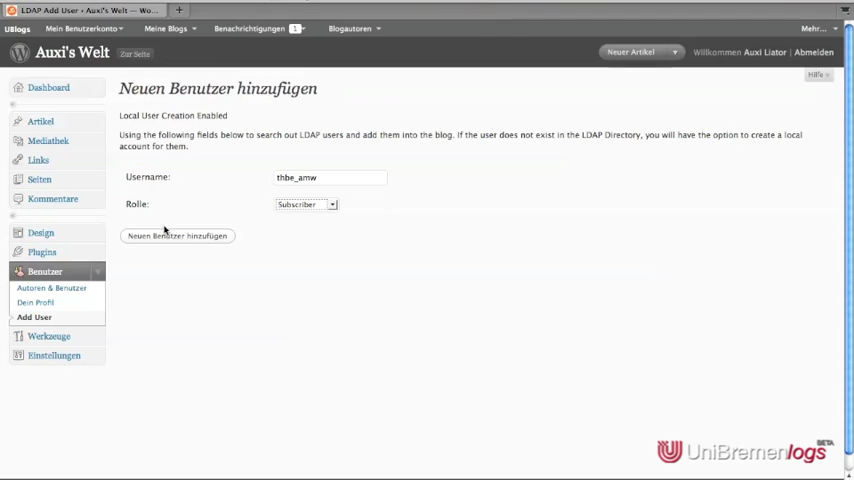 LDAP Add User ‹ Auxi's Welt — Wo...
UBlogs Mein Benutzerkonto Meine Blogs Benachrichtigungen 1 Blogautoren Mehr...
Auxi's Welt Zur Seite Neuer Artikel Willkommen Auxi Liator | Abmelden
Hilfe
Neuen Benutzer hinzufügen
Dashboard
Local User Creation Enabled
Artikel
Using the following fields below to search out LDAP users and add them into the blog. If the user does not exist in the LDAP Directory, you will have the option to create a local
account for them.
Mediathek
Links
Username: thbe_amw
Seiten
Kommentare
Rolle: Subscriber
Design
Neuen Benutzer hinzufügen
Plugins
Benutzer
Autoren & Benutzer
Dein Profil
Add User
Werkzeuge
Einstellungen
UniBremenlogs BETA